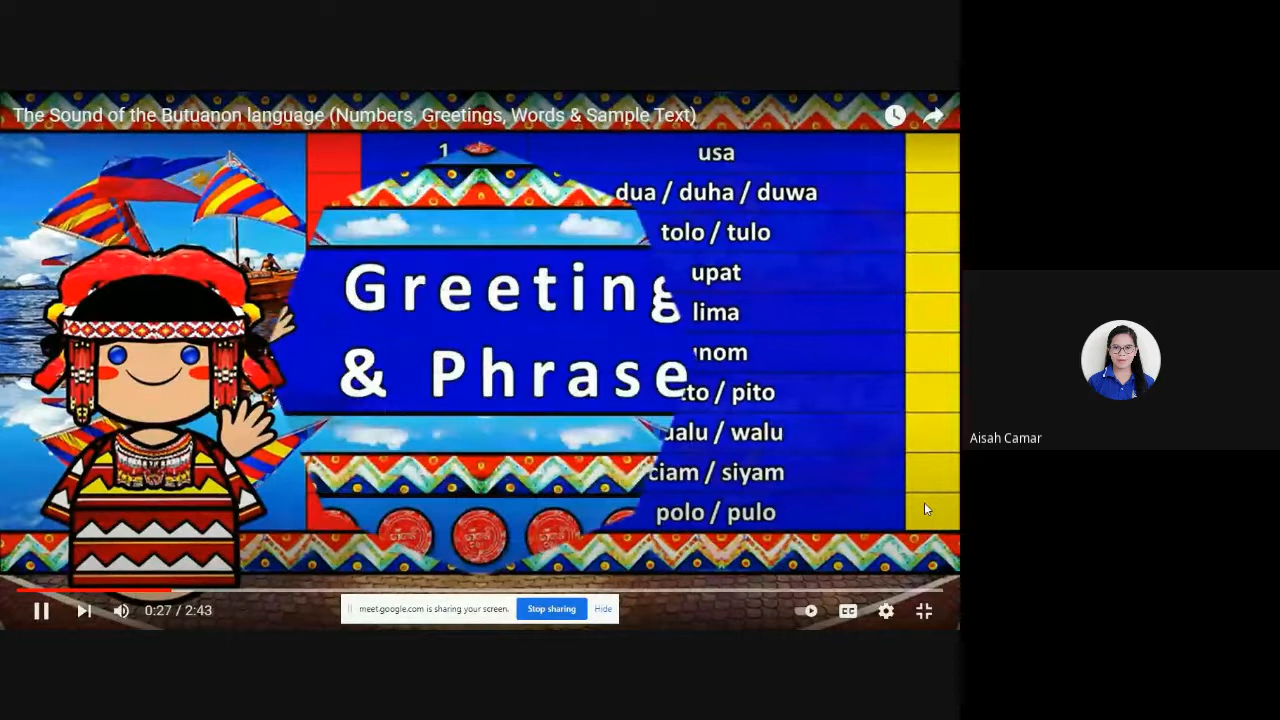 The Sound of the Butuanon language (Numbers, Greetings, Words & Sample Text)
1 usa
dua / duha / duwa
tolo / tulo
upat
lima
Greeting
& Phrase
/ pito
/ walu
/ siyam
polo / pulo
Aisah Camar
0:27 / 2:43
meet.google.com is sharing your screen.
Stop sharing
Hide
CC